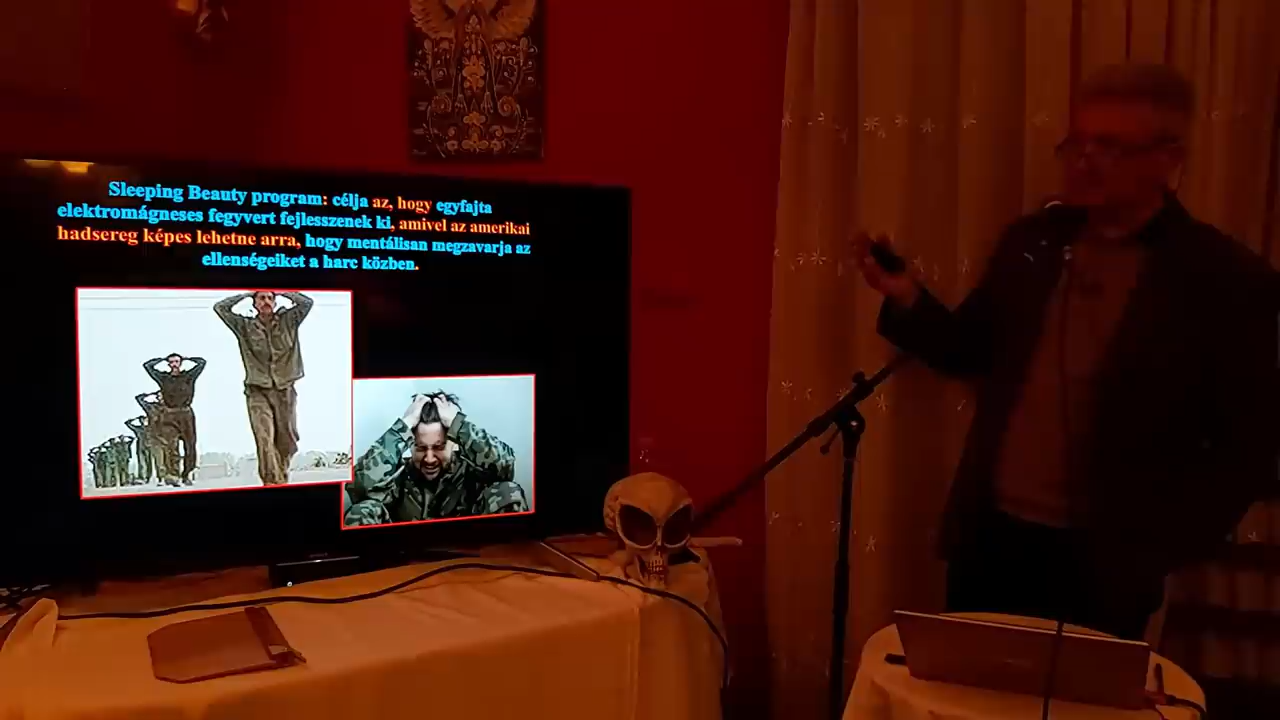 Sleeping Beauty program: célja az, hogy egyfajta
elektromágneses fegyvert fejlesszenek ki, amivel az amerikai
hadsereg képes lehetne arra, hogy mentálisan megzavarja az
ellenségeiket a harc közben.